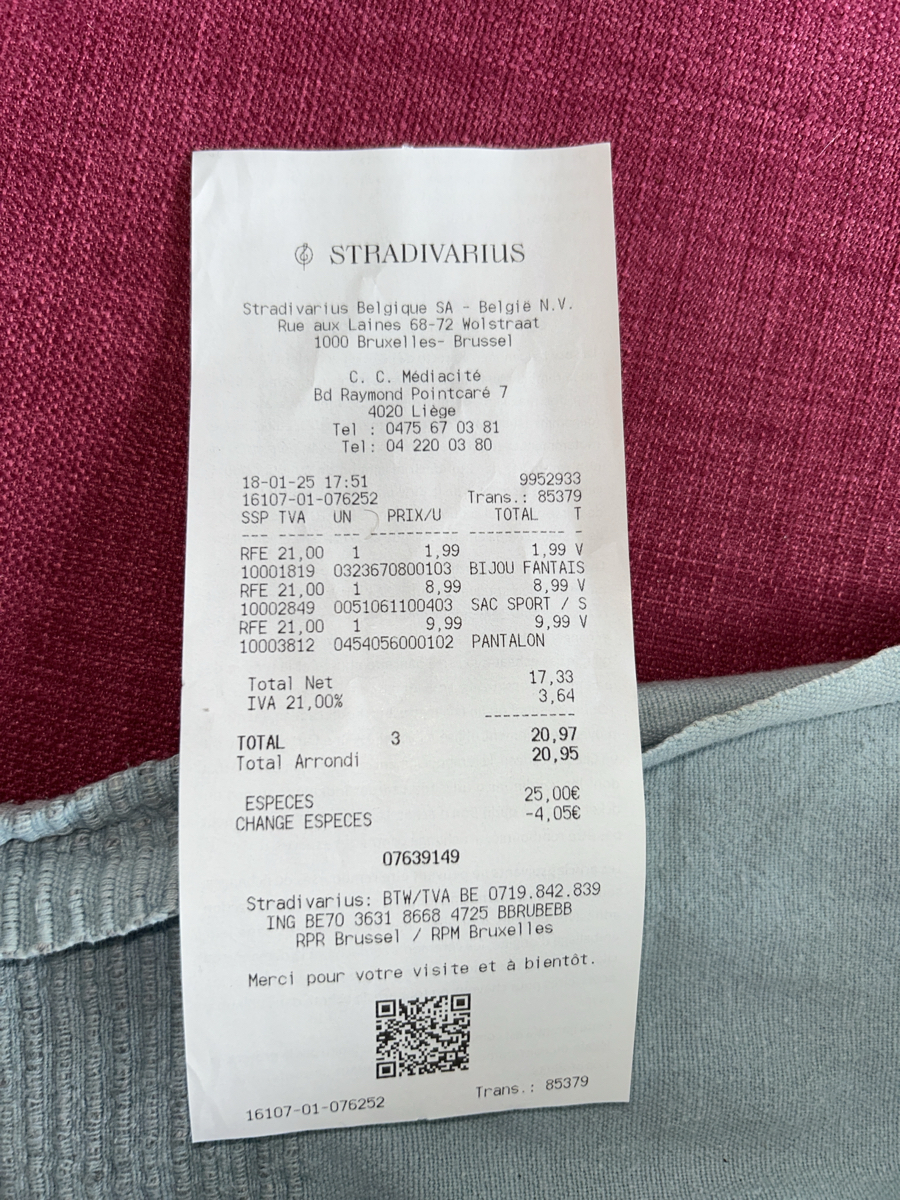 STRADIVARIUS
Stradivarius Belgique SA - België N.V.
Rue aux Laines 68-72 Wolstraat
1000 Bruxelles- Brussel
C. C. Médiacité
Bd Raymond Pointcaré 7
4020 Liège
Tel : 0475 67 03 81
Tel: 04 220 03 80
18-01-25 17:51 9952933
16107-01-076252 Trans.: 85379
SSP TVA UN PRIX/U TOTAL T
--- ---- --- ---------- ---------- -
RFE 21,00 1 1,99 1,99 V
10001819 0323670800103 BIJOU FANTAIS
RFE 21,00 1 8,99 8,99 V
10002849 0051061100403 SAC SPORT / S
RFE 21,00 1 9,99 9,99 V
10003812 0454056000102 PANTALON
Total Net 17,33
IVA 21,00% 3,64
----------
TOTAL 3 20,97
Total Arrondi 20,95
ESPECES 25,00€
CHANGE ESPECES -4,05€
07639149
Stradivarius: BTW/TVA BE 0719.842.839
ING BE70 3631 8668 4725 BBRUBEBB
RPR Brussel / RPM Bruxelles
Merci pour votre visite et à bientôt.
16107-01-076252 Trans.: 85379